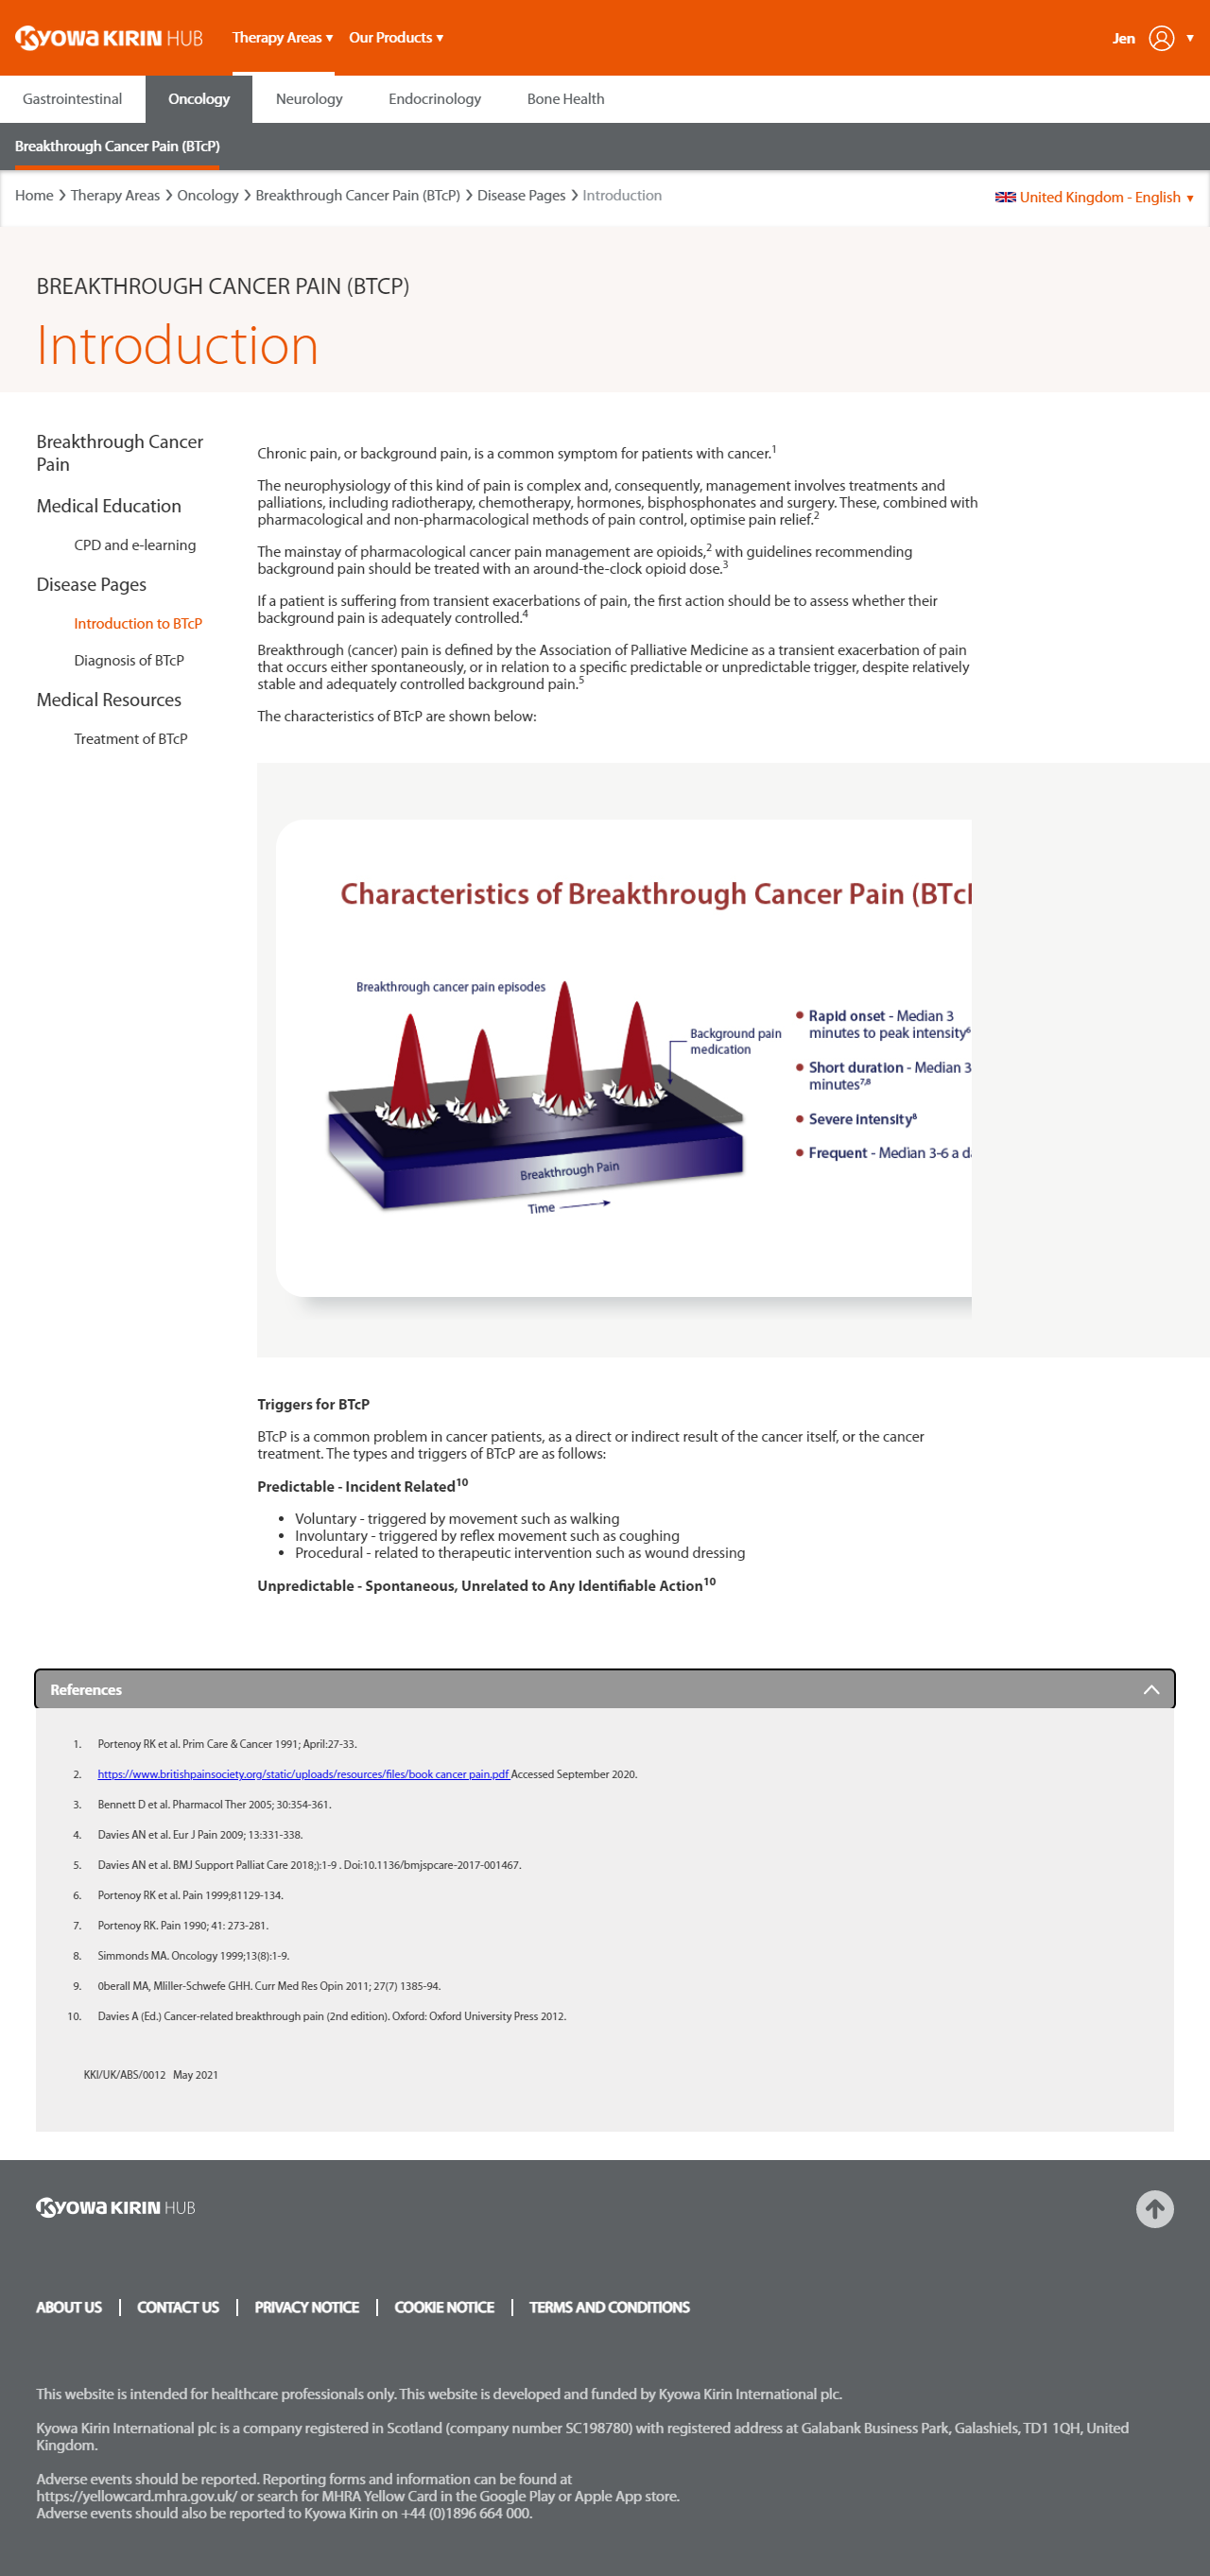 KYOWA KIRIN HUB
Therapy Areas ▼ Our Products ▼
Jen ▼
Gastrointestinal Oncology Neurology Endocrinology Bone Health
Breakthrough Cancer Pain (BTcP)
Home > Therapy Areas > Oncology > Breakthrough Cancer Pain (BTcP) > Disease Pages > Introduction
United Kingdom - English ▼
BREAKTHROUGH CANCER PAIN (BTCP)
Introduction
Breakthrough Cancer
Pain
Medical Education
CPD and e-learning
Disease Pages
Introduction to BTcP
Diagnosis of BTcP
Medical Resources
Treatment of BTcP
Chronic pain, or background pain, is a common symptom for patients with cancer.1
The neurophysiology of this kind of pain is complex and, consequently, management involves treatments and
palliations, including radiotherapy, chemotherapy, hormones, bisphosphonates and surgery. These, combined with
pharmacological and non-pharmacological methods of pain control, optimise pain relief.2
The mainstay of pharmacological cancer pain management are opioids,2 with guidelines recommending
background pain should be treated with an around-the-clock opioid dose.3
If a patient is suffering from transient exacerbations of pain, the first action should be to assess whether their
background pain is adequately controlled.4
Breakthrough (cancer) pain is defined by the Association of Palliative Medicine as a transient exacerbation of pain
that occurs either spontaneously, or in relation to a specific predictable or unpredictable trigger, despite relatively
stable and adequately controlled background pain.5
The characteristics of BTcP are shown below:
Characteristics of Breakthrough Cancer Pain (BTcP
Breakthrough cancer pain episodes
Background pain
medication
Breakthrough Pain
Time
• Rapid onset - Median 3
minutes to peak intensity6
• Short duration - Median 3
minutes7,8
• Severe intensity8
• Frequent - Median 3-6 a da
Triggers for BTcP
BTcP is a common problem in cancer patients, as a direct or indirect result of the cancer itself, or the cancer
treatment. The types and triggers of BTcP are as follows:
Predictable - Incident Related10
• Voluntary - triggered by movement such as walking
• Involuntary - triggered by reflex movement such as coughing
• Procedural - related to therapeutic intervention such as wound dressing
Unpredictable - Spontaneous, Unrelated to Any Identifiable Action10
References
1. Portenoy RK et al. Prim Care & Cancer 1991; April:27-33.
2. https://www.britishpainsociety.org/static/uploads/resources/files/book cancer pain.pdf Accessed September 2020.
3. Bennett D et al. Pharmacol Ther 2005; 30:354-361.
4. Davies AN et al. Eur J Pain 2009; 13:331-338.
5. Davies AN et al. BMJ Support Palliat Care 2018;):1-9 . Doi:10.1136/bmjspcare-2017-001467.
6. Portenoy RK et al. Pain 1999;81129-134.
7. Portenoy RK. Pain 1990; 41: 273-281.
8. Simmonds MA. Oncology 1999;13(8):1-9.
9. 0berall MA, Mliller-Schwefe GHH. Curr Med Res Opin 2011; 27(7) 1385-94.
10. Davies A (Ed.) Cancer-related breakthrough pain (2nd edition). Oxford: Oxford University Press 2012.
KKI/UK/ABS/0012 May 2021
KYOWA KIRIN HUB
ABOUT US | CONTACT US | PRIVACY NOTICE | COOKIE NOTICE | TERMS AND CONDITIONS
This website is intended for healthcare professionals only. This website is developed and funded by Kyowa Kirin International plc.
Kyowa Kirin International plc is a company registered in Scotland (company number SC198780) with registered address at Galabank Business Park, Galashiels, TD1 1QH, United
Kingdom.
Adverse events should be reported. Reporting forms and information can be found at
https://yellowcard.mhra.gov.uk/ or search for MHRA Yellow Card in the Google Play or Apple App store.
Adverse events should also be reported to Kyowa Kirin on +44 (0)1896 664 000.